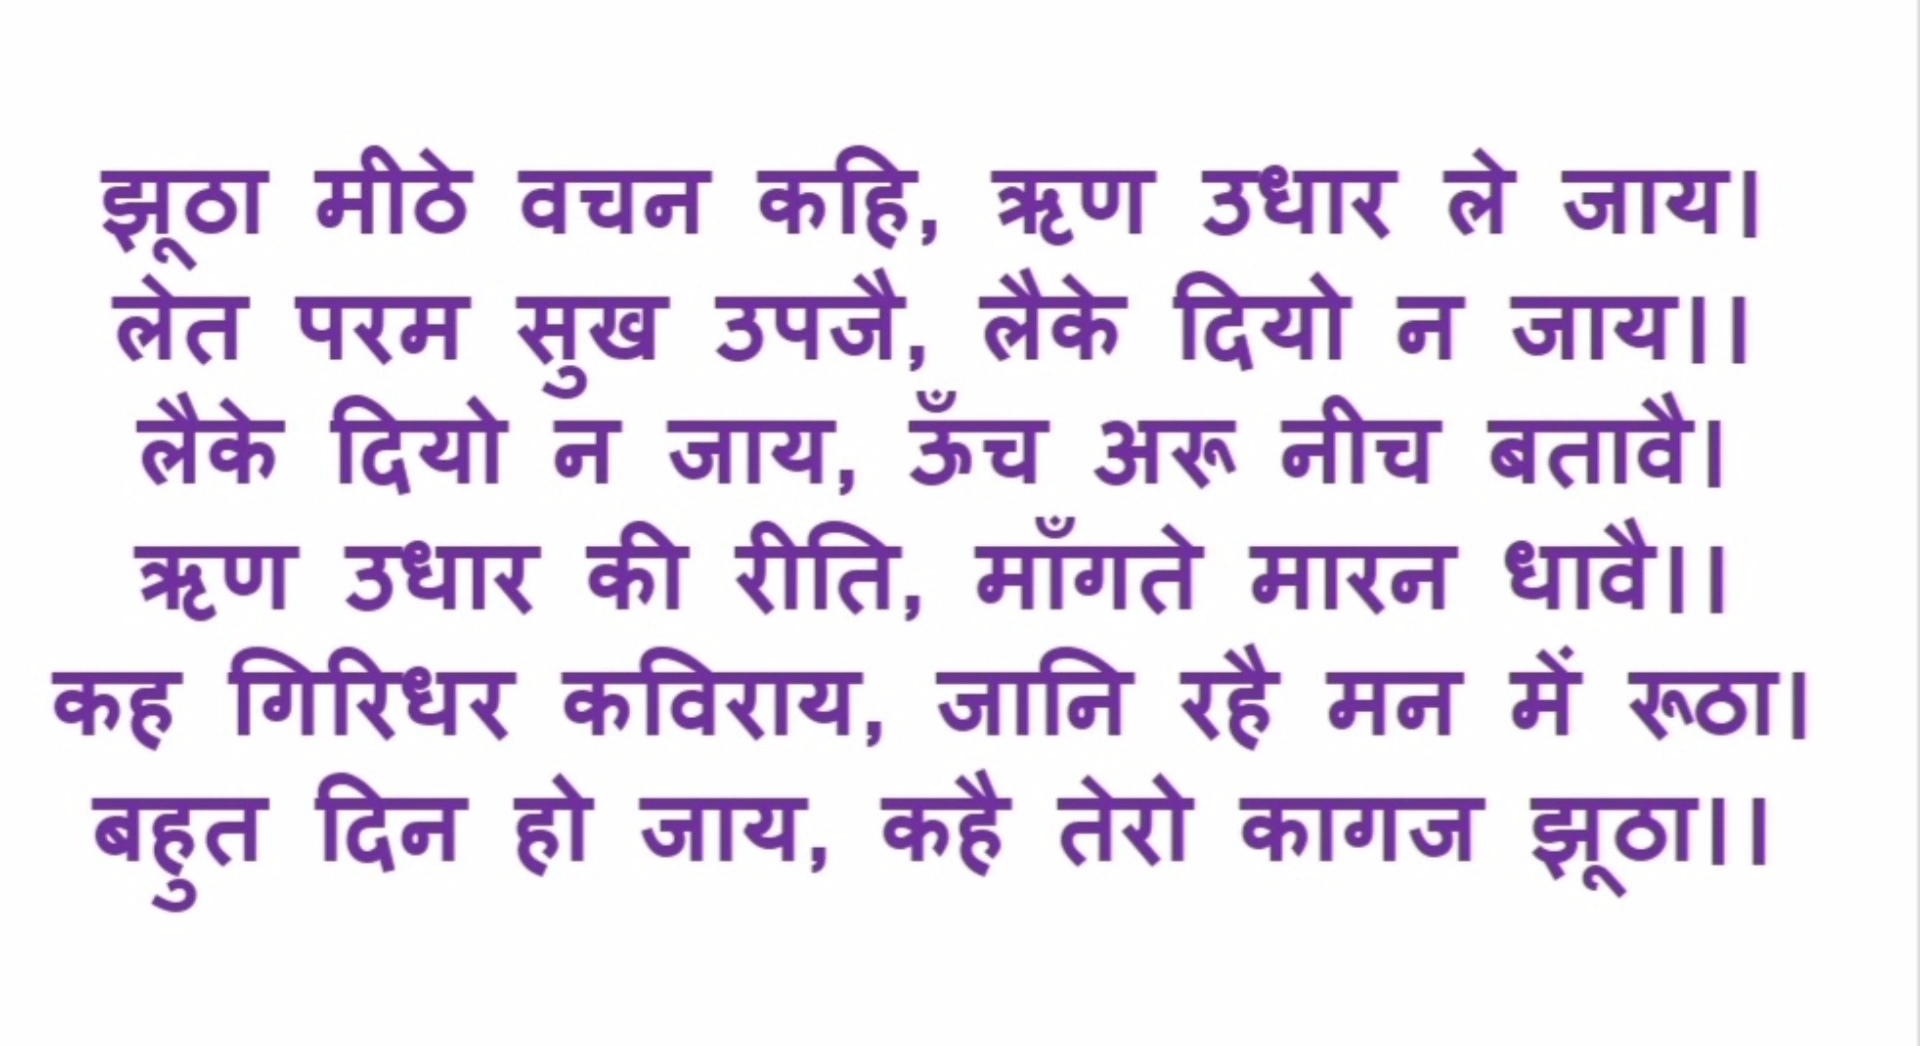 झूठा मीठे वचन कहि, ऋण उधार ले जाय।
लेत परम सुख उपजै, लैके दियो न जाय।।
लैके दियो न जाय, ऊँच अरू नीच बतावै।
ऋण उधार की रीति, माँगते मारन धावै।।
कह गिरिधर कविराय, जानि रहै मन में रूठा।
बहुत दिन हो जाय, कहै तेरो कागज झूठा।।